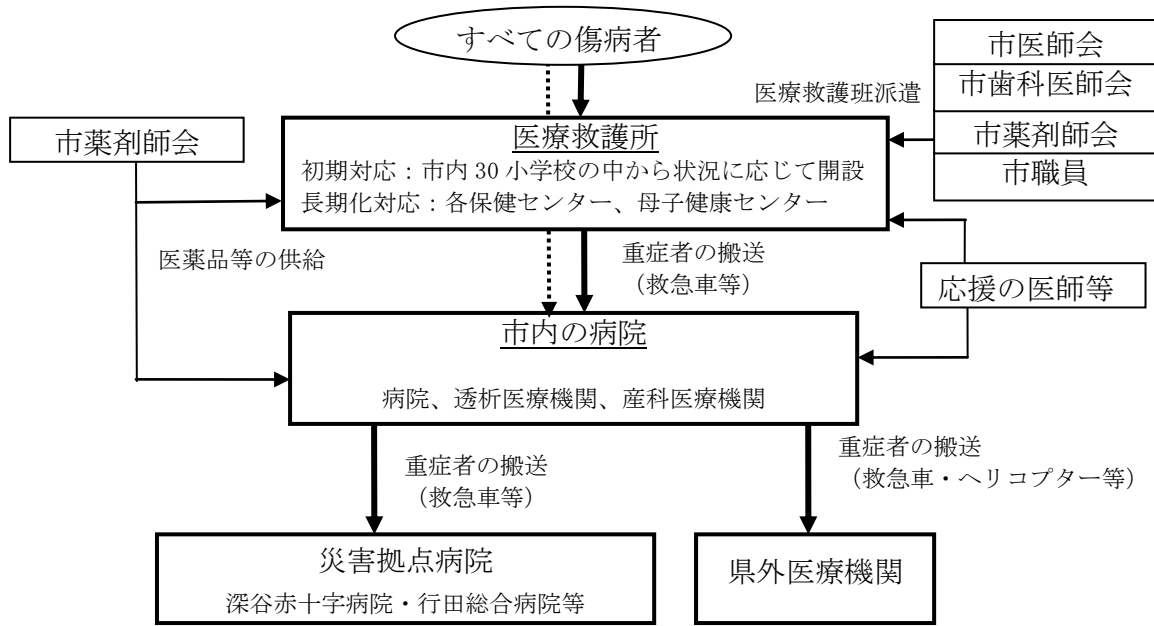 すべての傷病者
市医師会
市歯科医師会
市薬剤師会
市職員
医療救護班派遣
市薬剤師会
医療救護所
初期対応：市内 30 小学校の中から状況に応じて開設
長期化対応：各保健センター、母子健康センター
医薬品等の供給
重症者の搬送
（救急車等）
応援の医師等
市内の病院
病院、透析医療機関、産科医療機関
重症者の搬送
（救急車等）
重症者の搬送
（救急車・ヘリコプター等）
災害拠点病院
深谷赤十字病院・行田総合病院等
県外医療機関